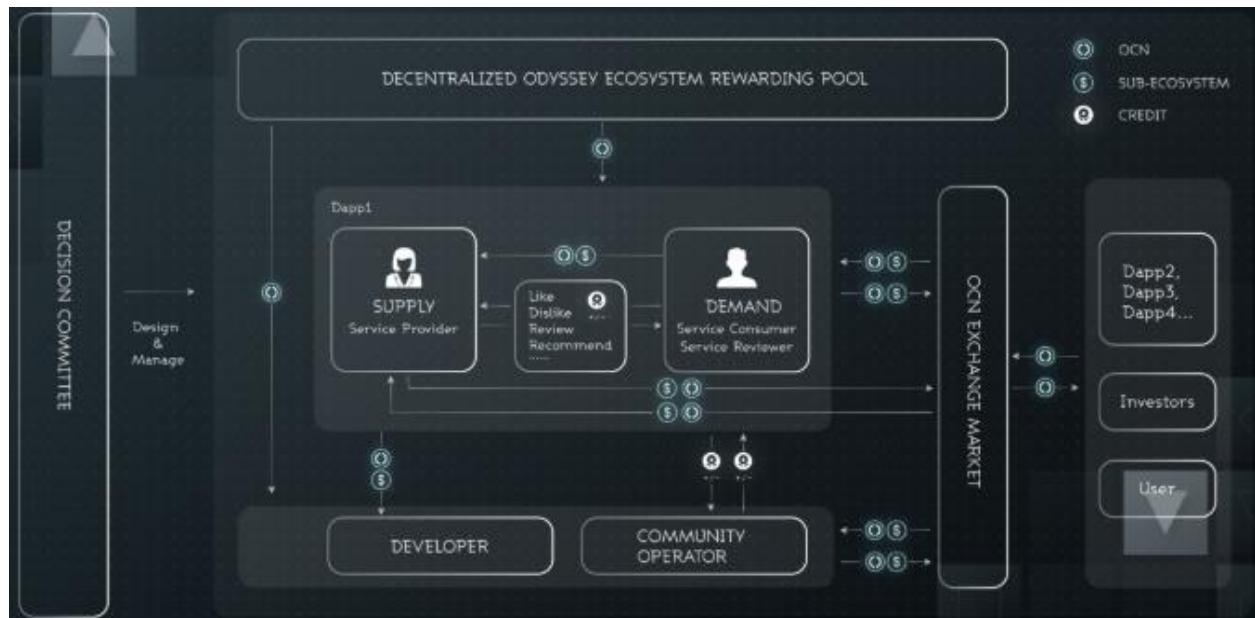 DECENTRALIZED ODYSSEY ECOSYSTEM REWARDING POOL
OCN
SUB-ECOSYSTEM
CREDIT
DECISION COMMITTEE
Design
&
Manage
Dapp1
SUPPLY
Service Provider
Like
Dislike
Review
Recommend
......
DEMAND
Service Consumer
Service Reviewer
OCN EXCHANGE MARKET
Dapp2,
Dapp3,
Dapp4...
Investors
User
DEVELOPER
COMMUNITY
OPERATOR